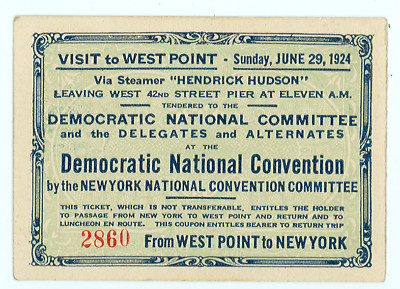 VISIT to WEST POINT - Sunday, JUNE 29, 1924
Via Steamer "HENDRICK HUDSON"
LEAVING WEST 42ND STREET PIER AT ELEVEN A.M.
TENDERED TO THE
DEMOCRATIC NATIONAL COMMITTEE
and the DELEGATES and ALTERNATES
AT THE
Democratic National Convention
by the NEW YORK NATIONAL CONVENTION COMMITTEE
THIS TICKET, WHICH IS NOT TRANSFERABLE, ENTITLES THE HOLDER
TO PASSAGE FROM NEW YORK TO WEST POINT AND RETURN AND TO
LUNCHEON EN ROUTE. THIS COUPON ENTITLES BEARER TO RETURN TRIP
2860 From WEST POINT to NEW YORK